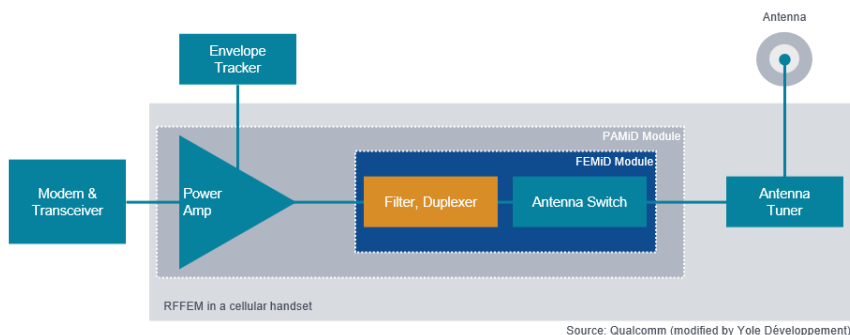 Antenna
Envelope
Tracker
PAMiD Module
FEMiD Module
Modem &
Transceiver
Power
Amp
Filter, Duplexer
Antenna Switch
Antenna
Tuner
RFFEM in a cellular handset
Source: Qualcomm (modified by Yole Développement)